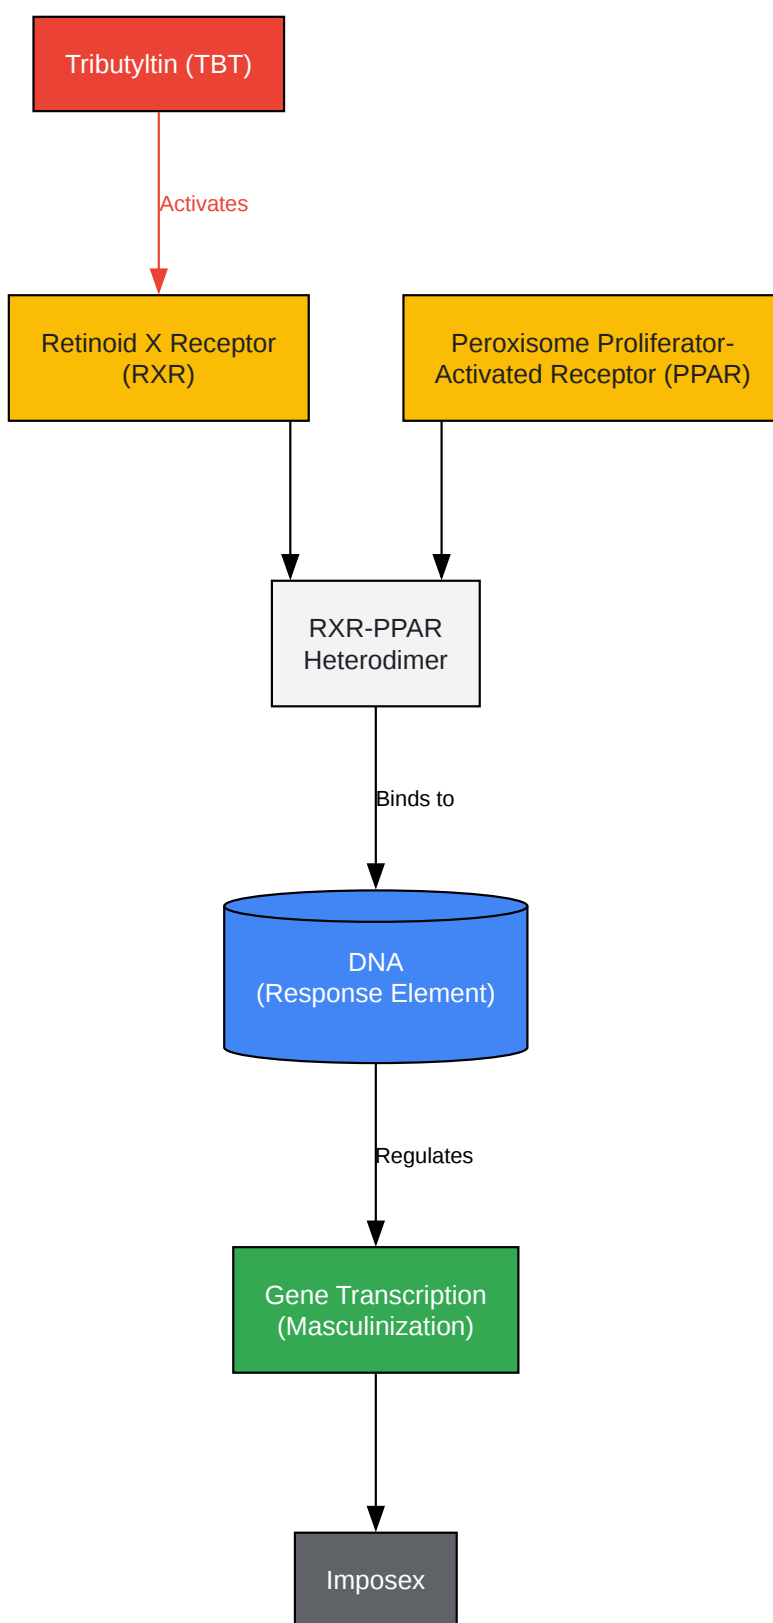 Tributyltin (TBT)
Activates
Retinoid X Receptor
(RXR)
Peroxisome Proliferator-
Activated Receptor (PPAR)
RXR-PPAR
Heterodimer
Binds to
DNA
(Response Element)
Regulates
Gene Transcription
(Masculinization)
Imposex